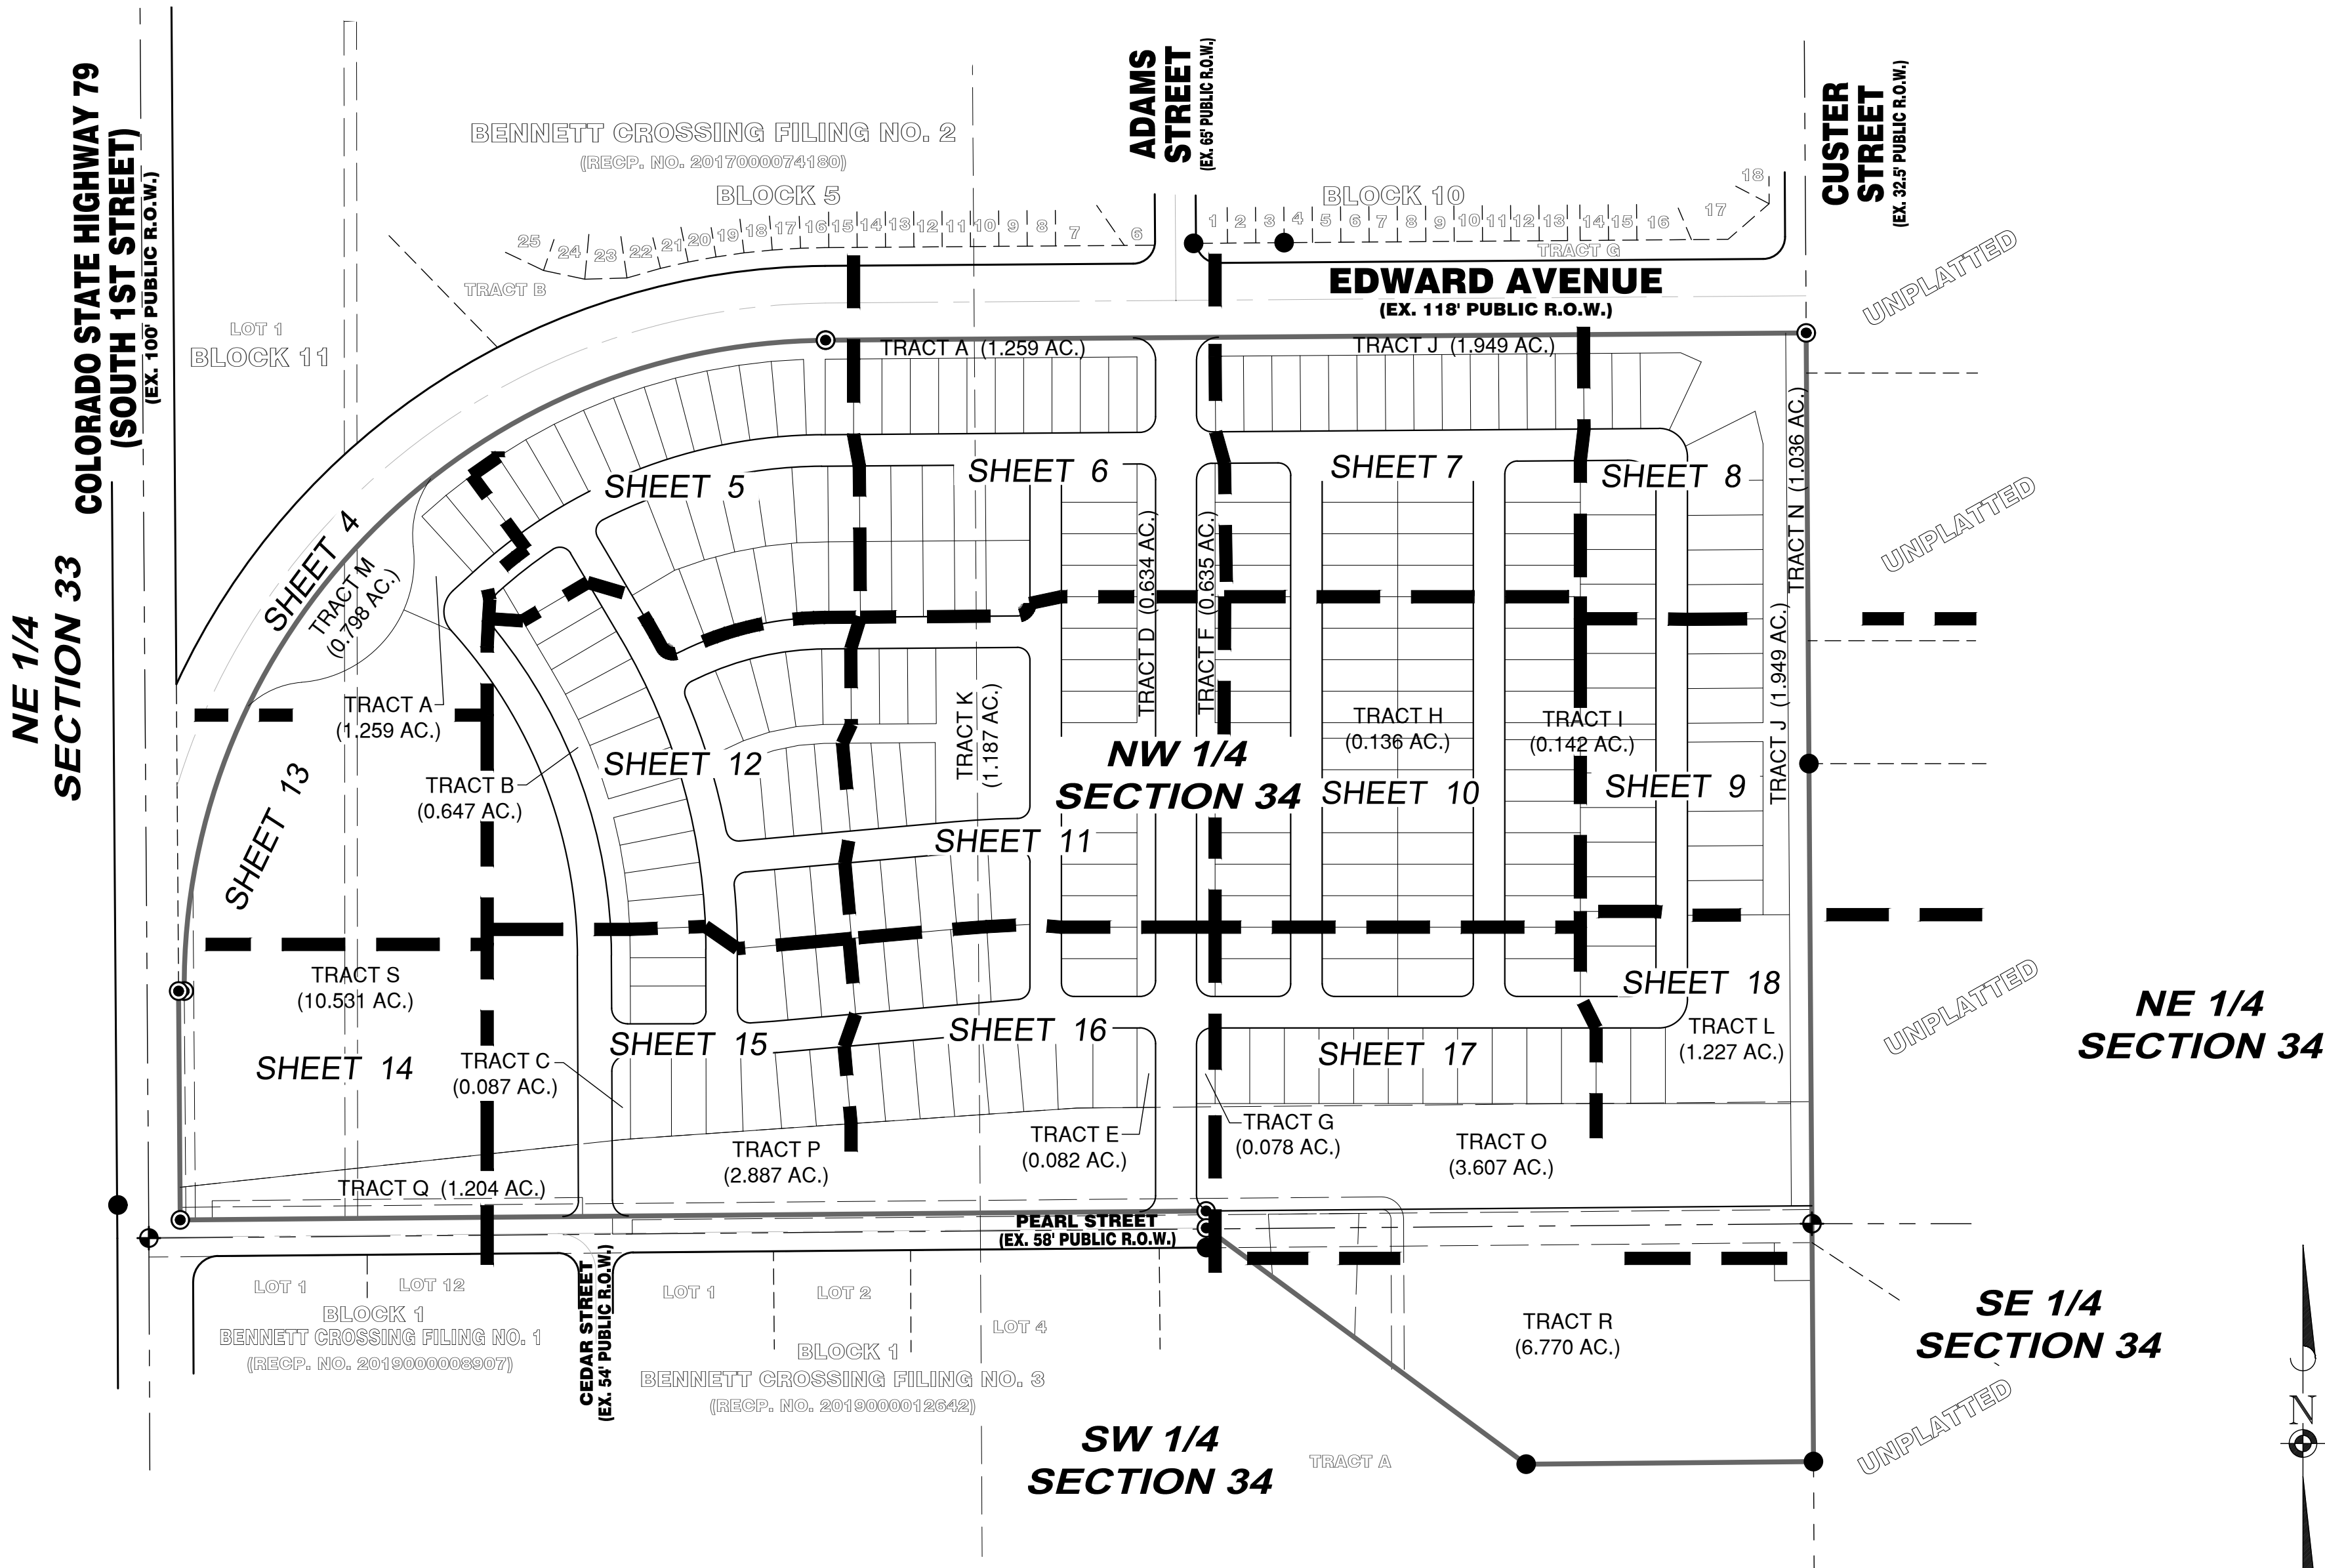 COLORADO STATE HIGHWAY 79
(SOUTH 1ST STREET)
(EX. 100' PUBLIC R.O.W.)
NE 1/4
SECTION 33
BENNETT CROSSING FILING NO. 2
(RECP. NO. 2017000074180)
BLOCK 5
25
24
23
22
21
20
19
18
17
16
15
14
13
12
11
10
9
8
7
6
TRACT B
LOT 1
BLOCK 11
ADAMS
STREET
(EX. 65' PUBLIC R.O.W.)
BLOCK 10
1
2
3
4
5
6
7
8
9
10
11
12
13
14
15
16
17
18
TRACT G
CUSTER
STREET
(EX. 32.5' PUBLIC R.O.W.)
EDWARD AVENUE
(EX. 118' PUBLIC R.O.W.)
UNPLATTED
TRACT A (1.259 AC.)
TRACT J (1.949 AC.)
SHEET 4
TRACT M
(0.798 AC.)
SHEET 5
SHEET 6
SHEET 7
SHEET 8
TRACT N (1.036 AC.)
UNPLATTED
TRACT D (0.634 AC.)
TRACT F (0.635 AC.)
TRACT J (1.949 AC.)
TRACT A
(1.259 AC.)
TRACT B
(0.647 AC.)
SHEET 12
TRACT K
(1.187 AC.)
NW 1/4
SECTION 34
TRACT H
(0.136 AC.)
TRACT I
(0.142 AC.)
SHEET 10
SHEET 9
SHEET 13
SHEET 11
TRACT S
(10.531 AC.)
SHEET 14
TRACT C
(0.087 AC.)
SHEET 15
SHEET 16
SHEET 17
SHEET 18
TRACT L
(1.227 AC.)
UNPLATTED
NE 1/4
SECTION 34
TRACT P
(2.887 AC.)
TRACT E
(0.082 AC.)
TRACT G
(0.078 AC.)
TRACT O
(3.607 AC.)
TRACT Q (1.204 AC.)
PEARL STREET
(EX. 58' PUBLIC R.O.W.)
LOT 1
LOT 12
BLOCK 1
BENNETT CROSSING FILING NO. 1
(RECP. NO. 2019000008907)
CEDAR STREET
(EX. 54' PUBLIC R.O.W.)
LOT 1
LOT 2
LOT 4
BLOCK 1
BENNETT CROSSING FILING NO. 3
(RECP. NO. 2019000012642)
TRACT R
(6.770 AC.)
SE 1/4
SECTION 34
UNPLATTED
SW 1/4
SECTION 34
TRACT A
N